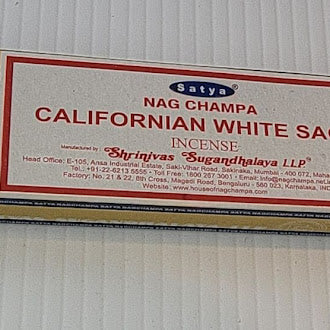 Satya®
NAG CHAMPA
CALIFORNIAN WHITE SA
INCENSE
Manufactured by : Shrinivas Sugandhalaya LLP®
Head Office: E-105, Ansa Industrial Estate, Saki-Vihar Road, Sakinaka, Mumbai - 400 072, Maha
Tel.: +91-22-6213 5555 - Toll Free: 1800 267 3001 - Email: info@nagchampa.net
Factory: No. 21 & 22, 8th Cross, Magadi Road, Bengaluru - 560 023, Karnataka, IND
Website: www.houseofnagchampa.com